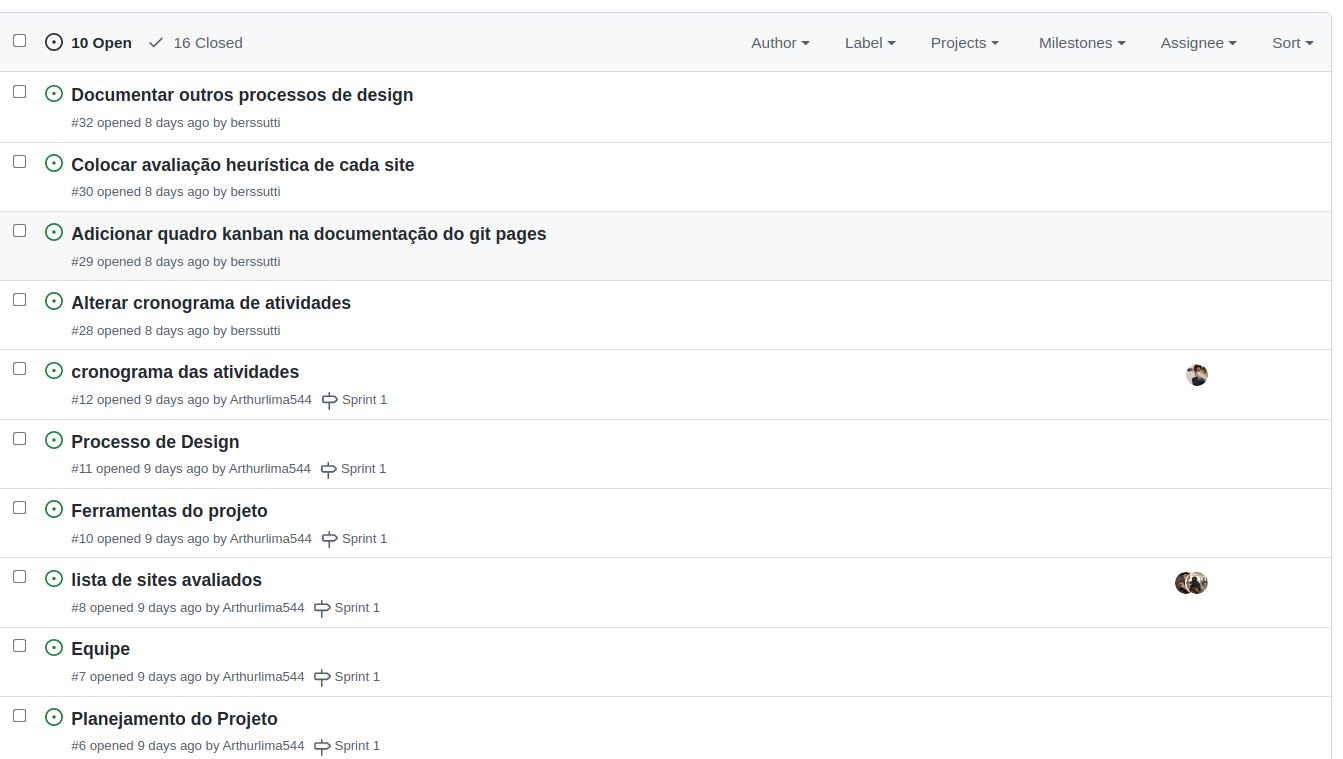 10 Open 16 Closed Author Label Projects Milestones Assignee Sort
Documentar outros processos de design
#32 opened 8 days ago by berssutti
Colocar avaliação heurística de cada site
#30 opened 8 days ago by berssutti
Adicionar quadro kanban na documentação do git pages
#29 opened 8 days ago by berssutti
Alterar cronograma de atividades
#28 opened 8 days ago by berssutti
cronograma das atividades
#12 opened 9 days ago by Arthurlima544 Sprint 1
Processo de Design
#11 opened 9 days ago by Arthurlima544 Sprint 1
Ferramentas do projeto
#10 opened 9 days ago by Arthurlima544 Sprint 1
lista de sites avaliados
#8 opened 9 days ago by Arthurlima544 Sprint 1
Equipe
#7 opened 9 days ago by Arthurlima544 Sprint 1
Planejamento do Projeto
#6 opened 9 days ago by Arthurlima544 Sprint 1